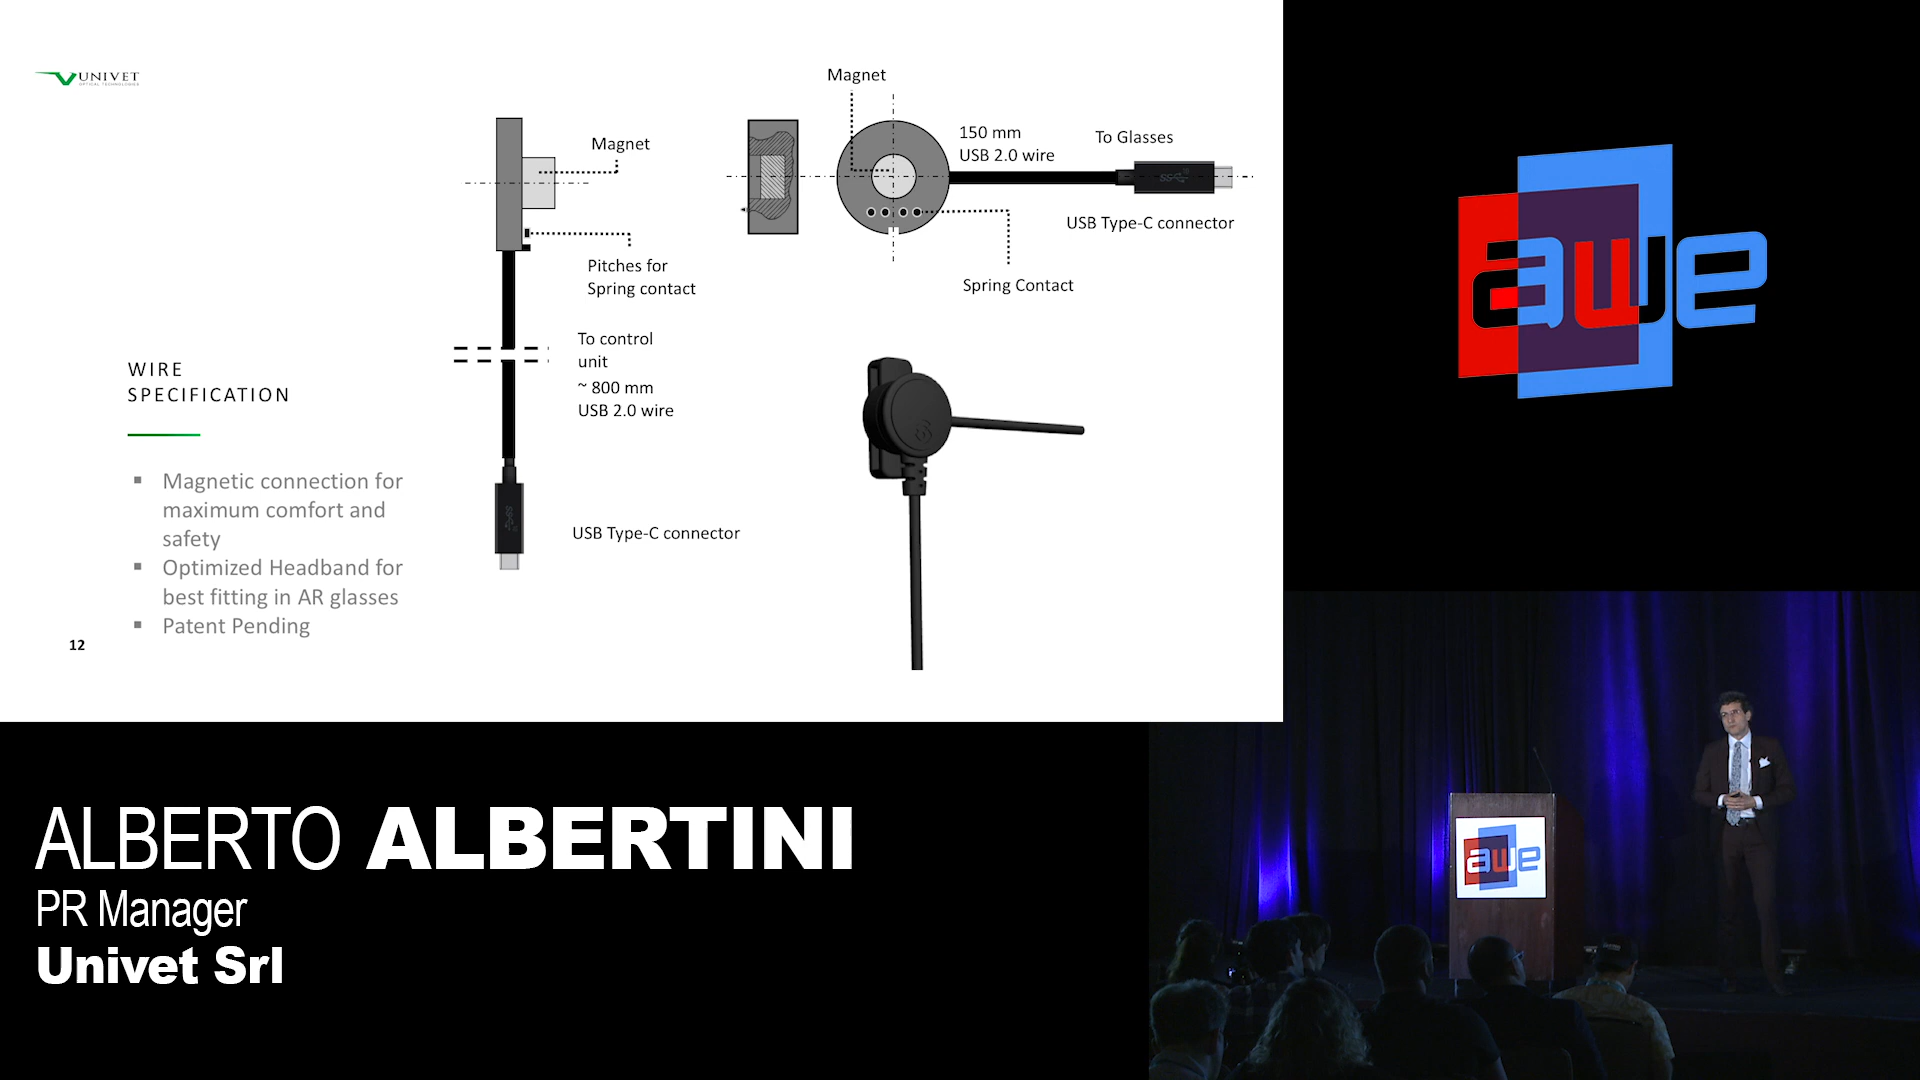 UNIVET
OPTICAL TECHNOLOGIES
Magnet
Magnet
150 mm
USB 2.0 wire
To Glasses
USB Type-C connector
Pitches for
Spring contact
Spring Contact
To control
unit
~ 800 mm
USB 2.0 wire
USB Type-C connector
WIRE
SPECIFICATION
▪ Magnetic connection for
maximum comfort and
safety
▪ Optimized Headband for
best fitting in AR glasses
▪ Patent Pending
12
awe
awe
ALBERTO ALBERTINI
PR Manager
Univet Srl